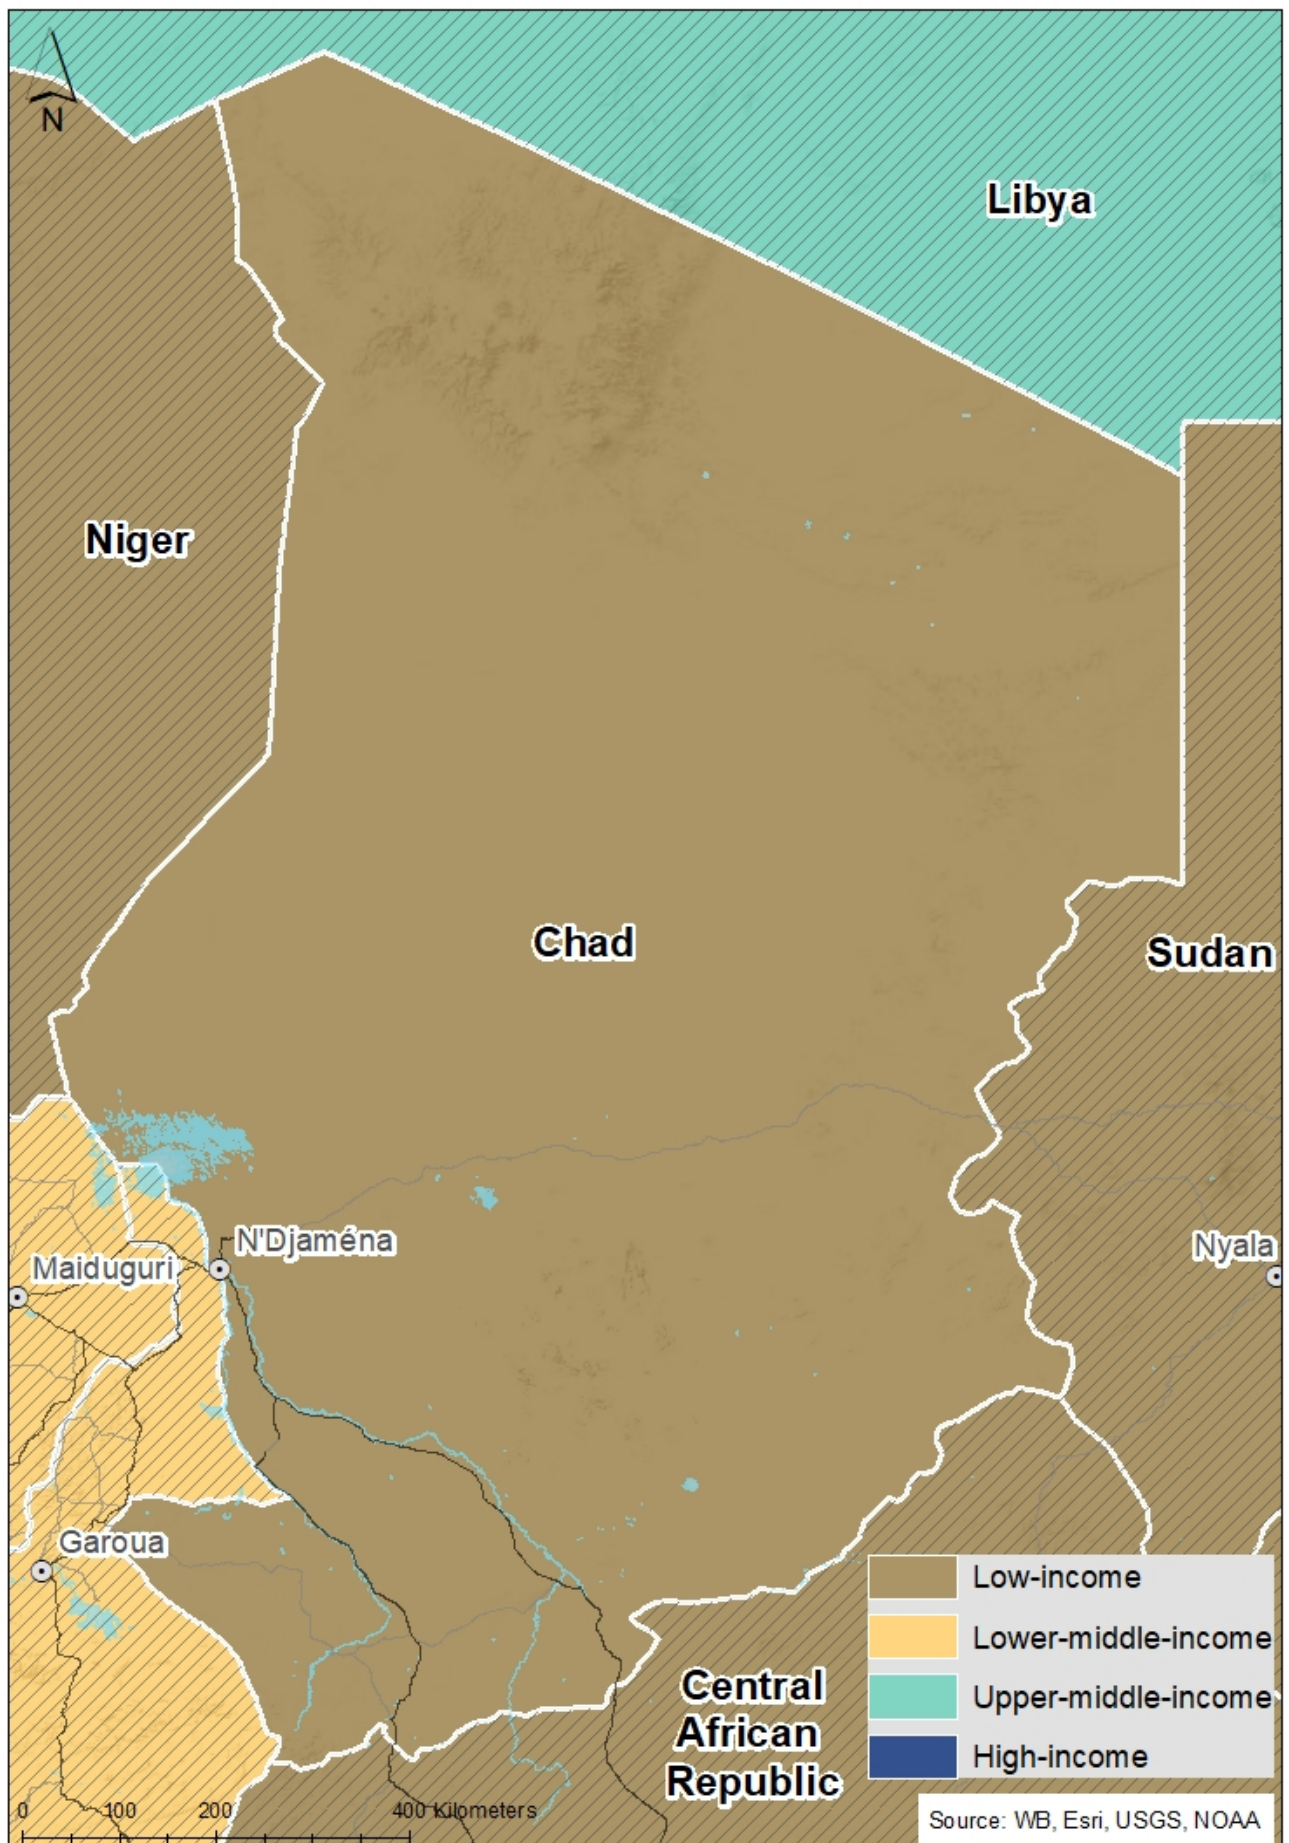 N
Libya
Niger
Chad
Sudan
N'Djaména
Maiduguri
Nyala
Garoua
Low-income
Lower-middle-income
Upper-middle-income
High-income
Central
African
Republic
0 100 200 400 Kilometers
Source: WB, Esri, USGS, NOAA